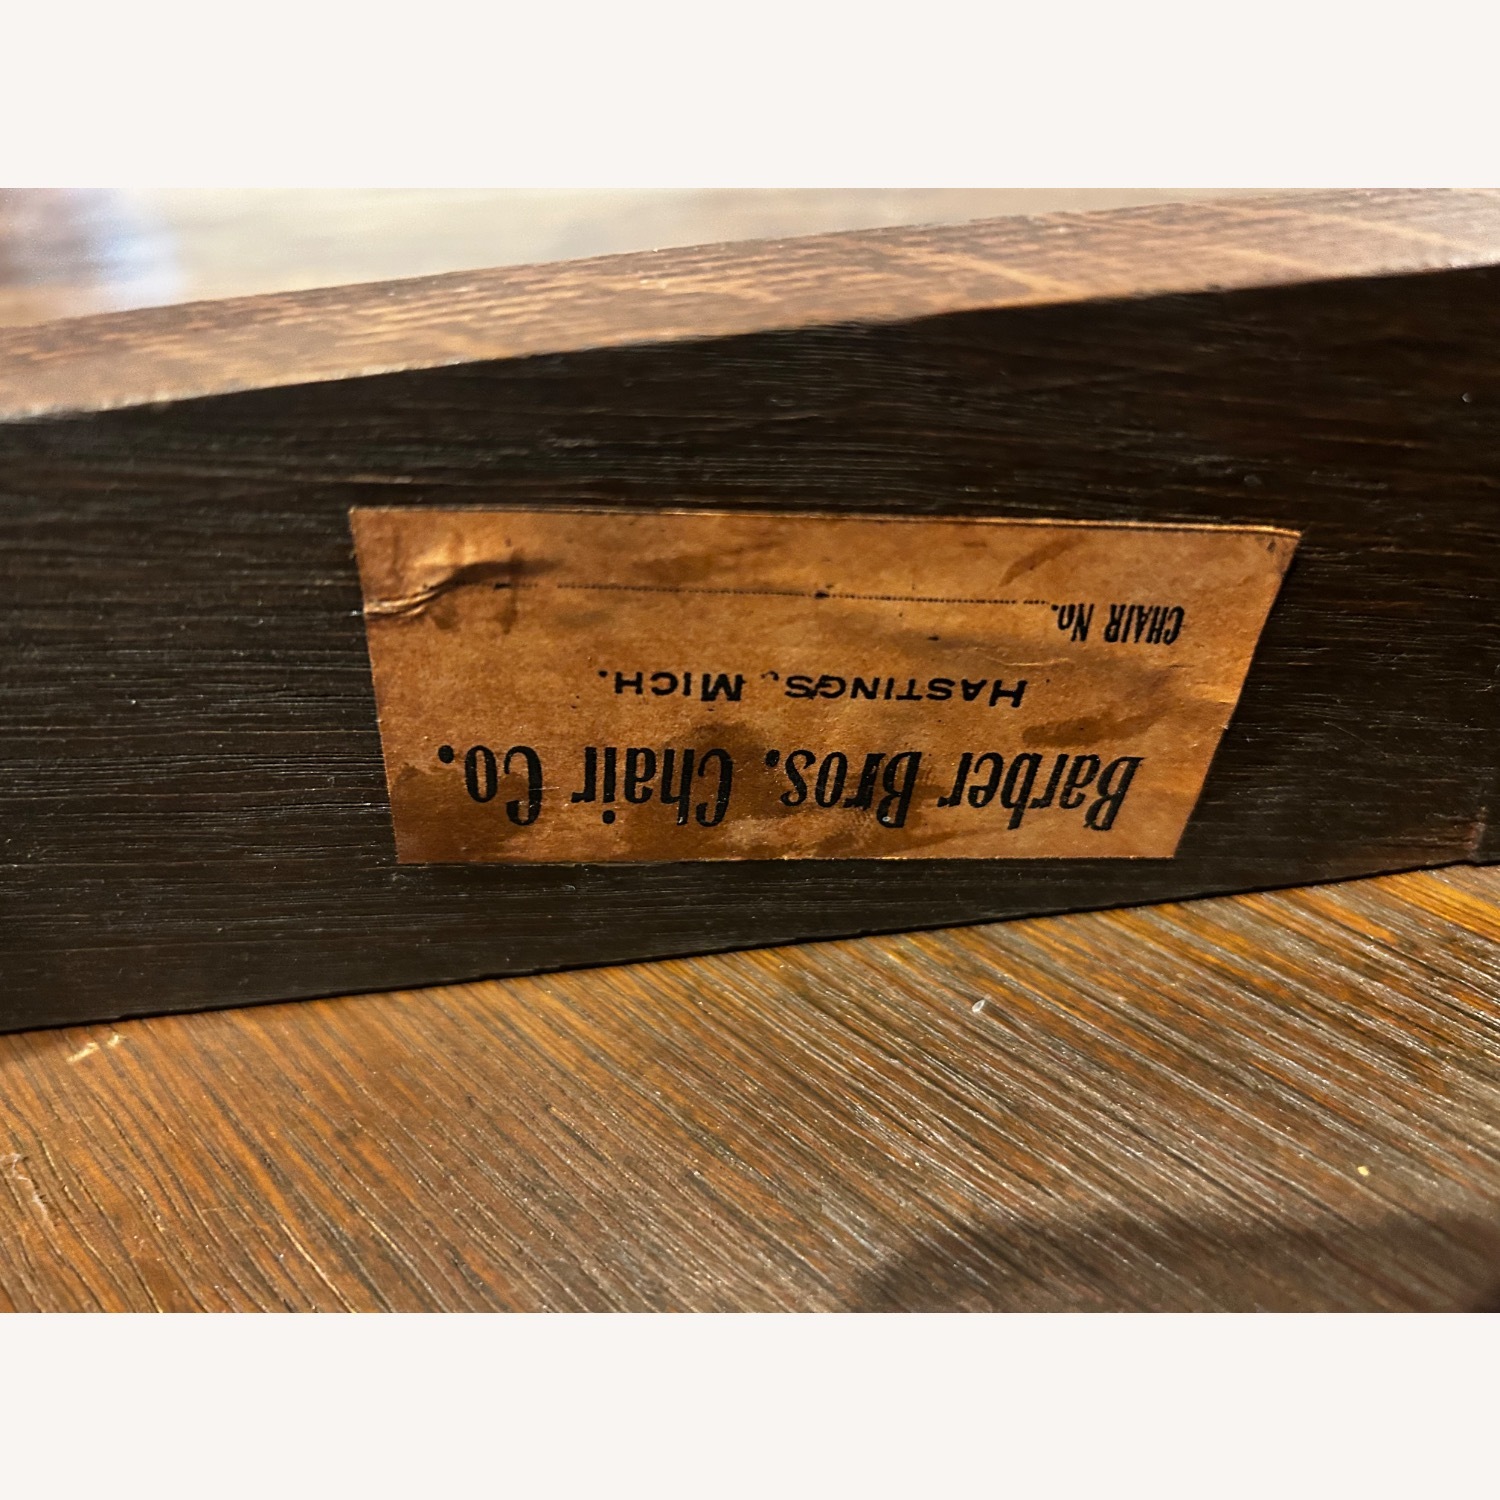 Barber Bros. Chair Co.
HASTINGS, MICH.
CHAIR No.